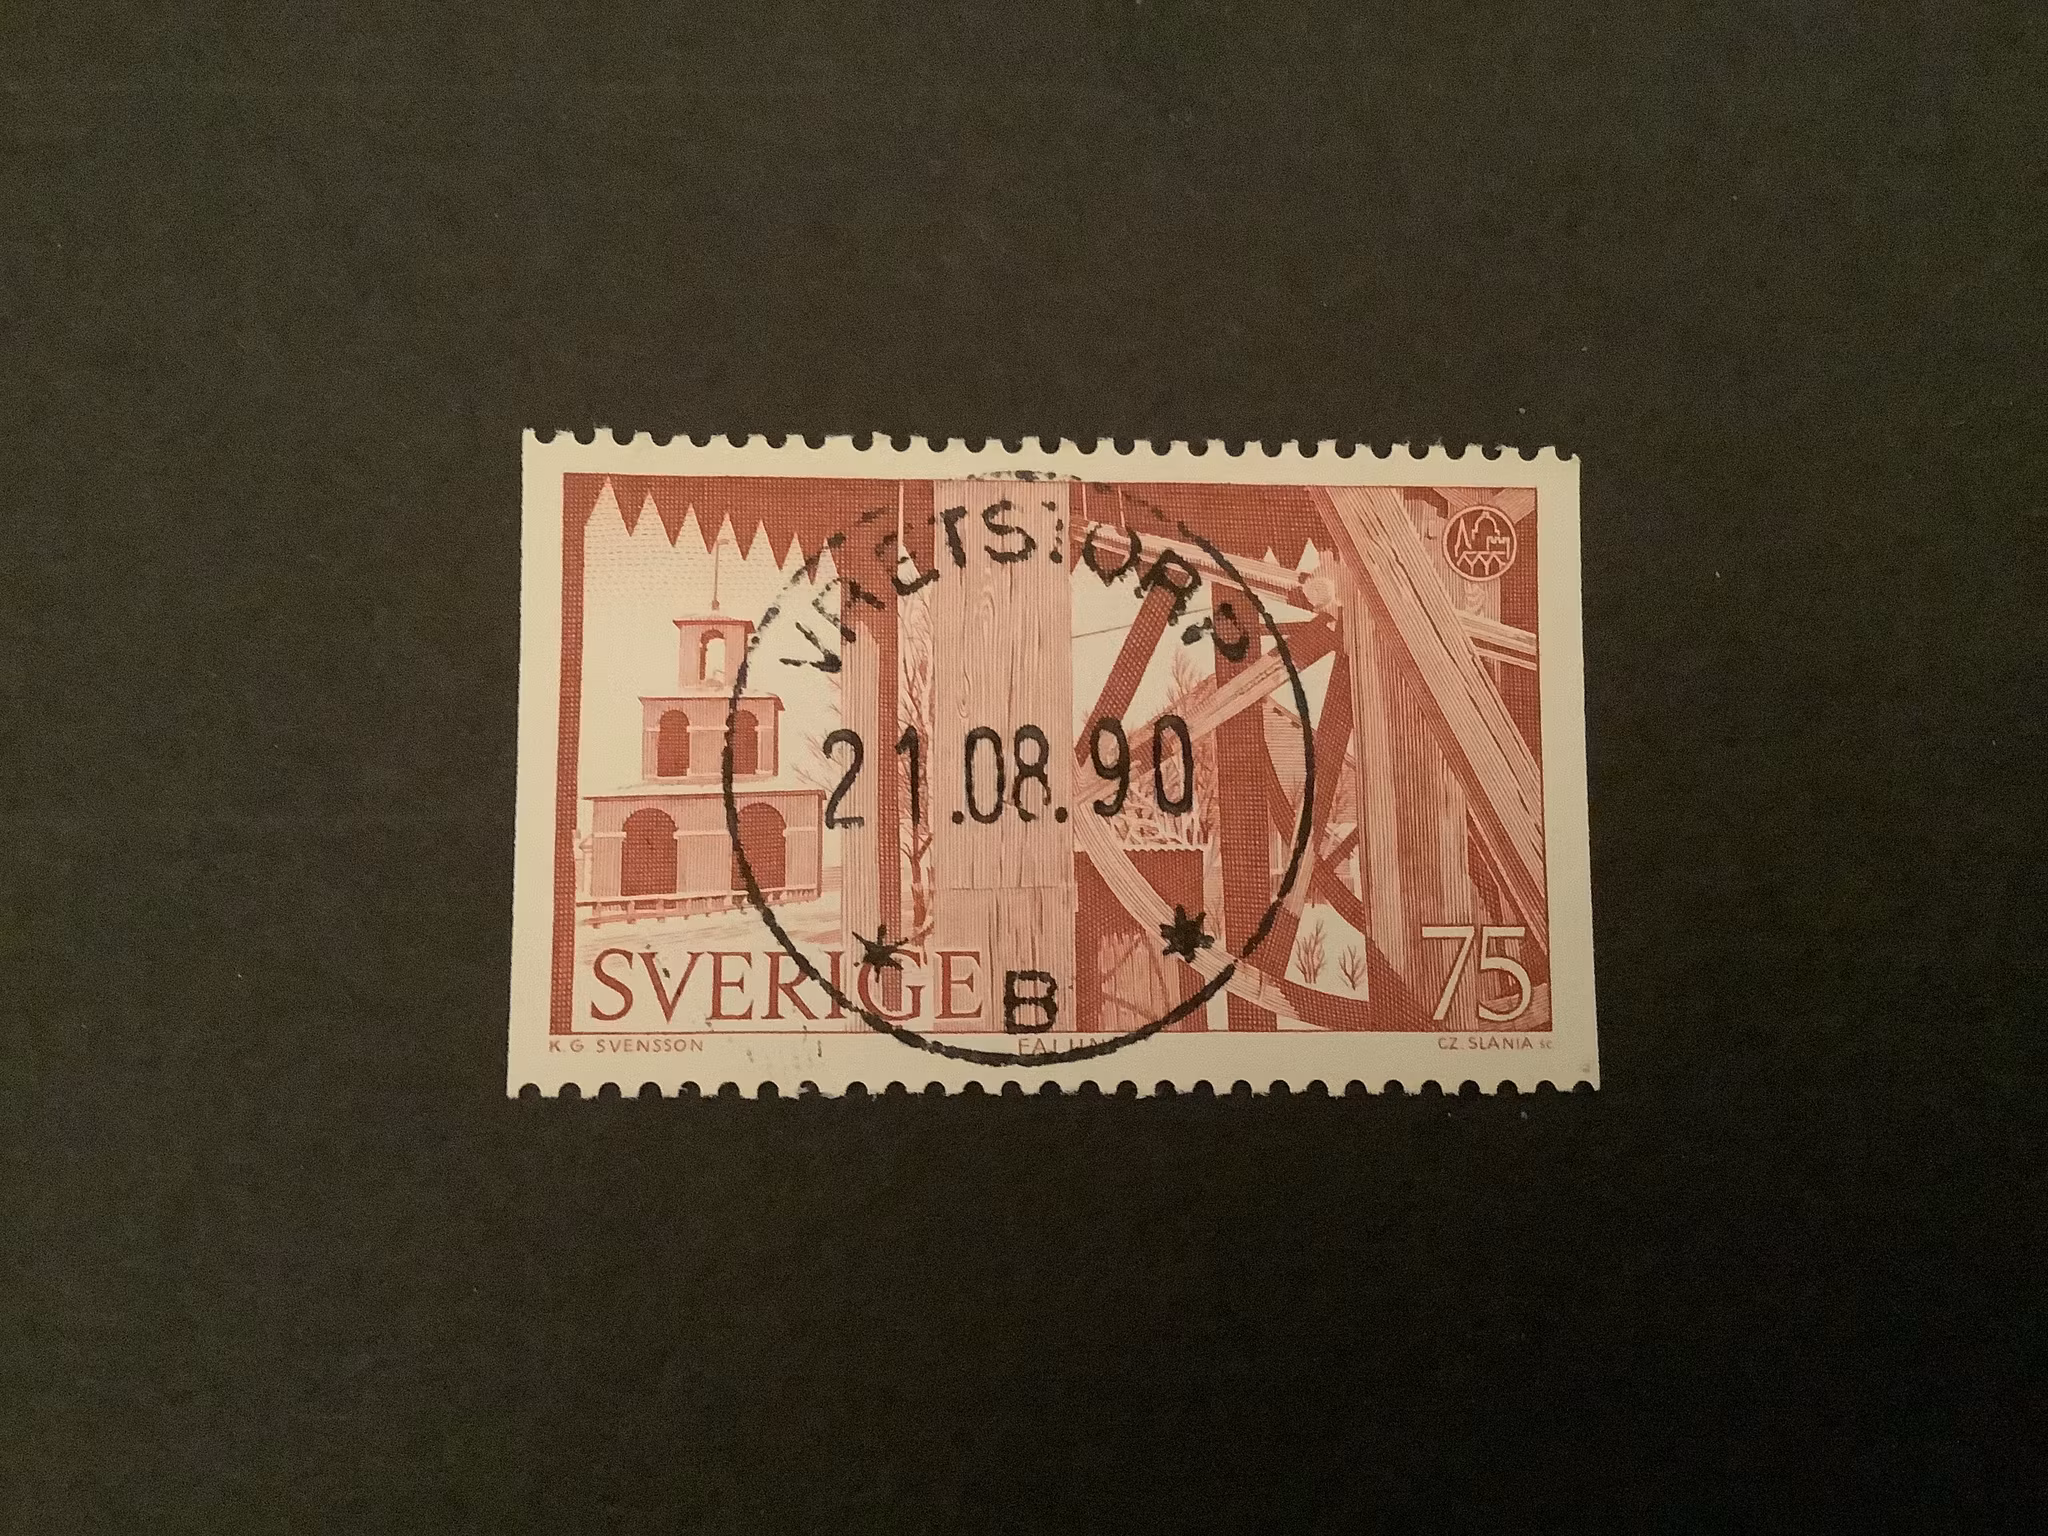 VRETSTORP
21.08.90
B
SVERIGE
75
K.G SVENSSON
FALUN
CZ. SLANIA sc